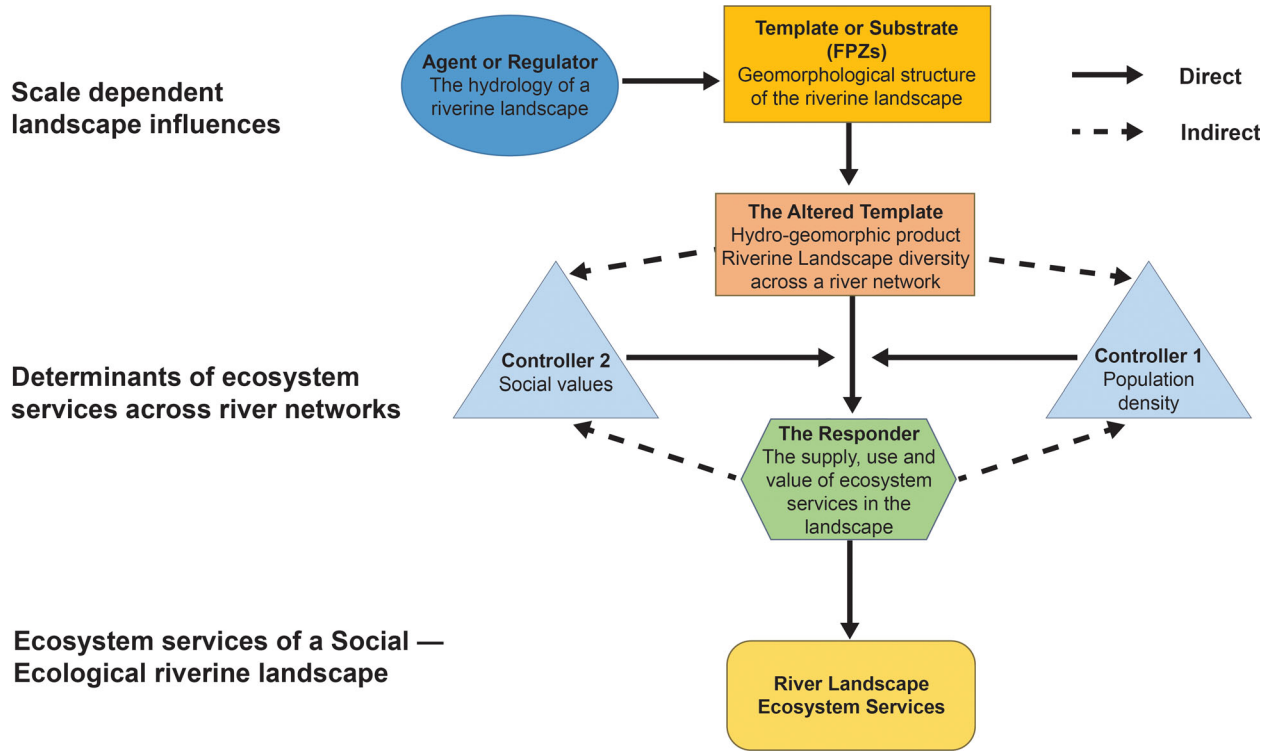 Scale dependent
landscape influences
Agent or Regulator
The hydrology of a
riverine landscape
Template or Substrate
(FPZs)
Geomorphological structure
of the riverine landscape
Direct
Indirect
The Altered Template
Hydro-geomorphic product
Riverine Landscape diversity
across a river network
Determinants of ecosystem
services across river networks
Controller 2
Social values
Controller 1
Population
density
The Responder
The supply, use and
value of ecosystem
services in the
landscape
Ecosystem services of a Social —
Ecological riverine landscape
River Landscape
Ecosystem Services